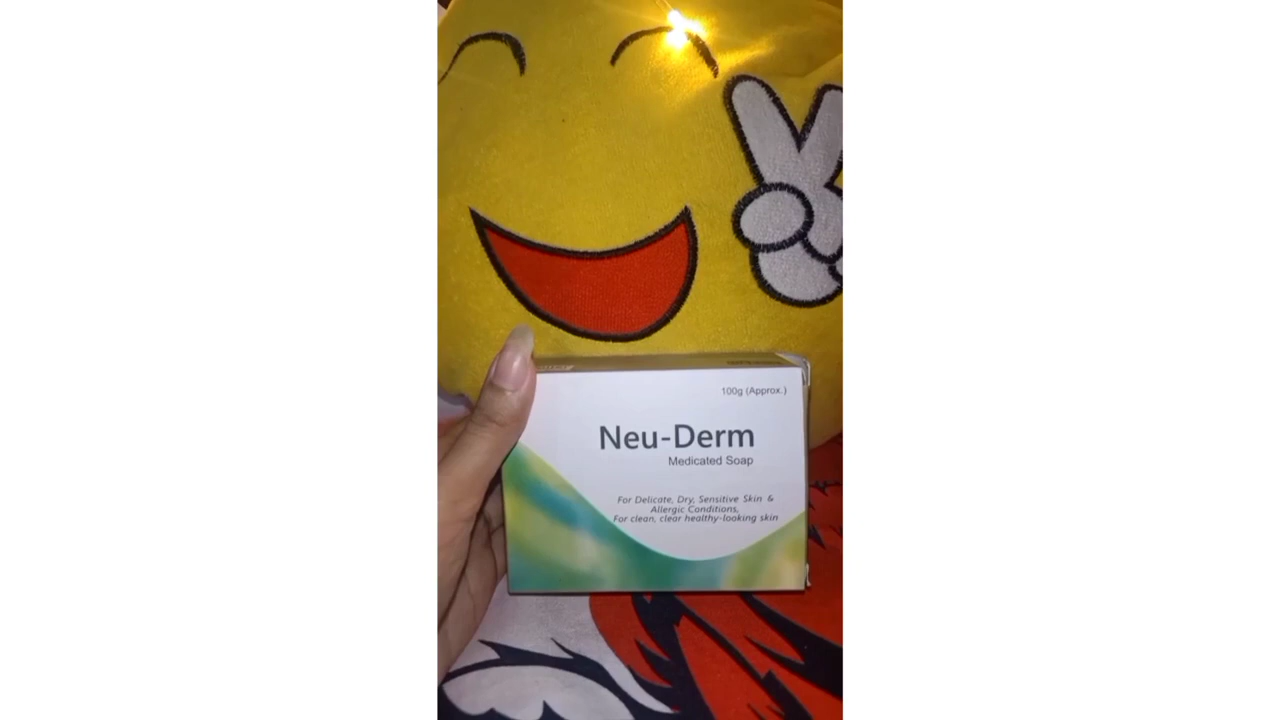 100g (Approx.)
Neu-Derm
Medicated Soap
For Delicate, Dry, Sensitive Skin &
Allergic Conditions,
For clean, clear healthy-looking skin